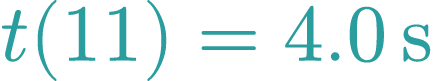 t(11) = 4.0 s